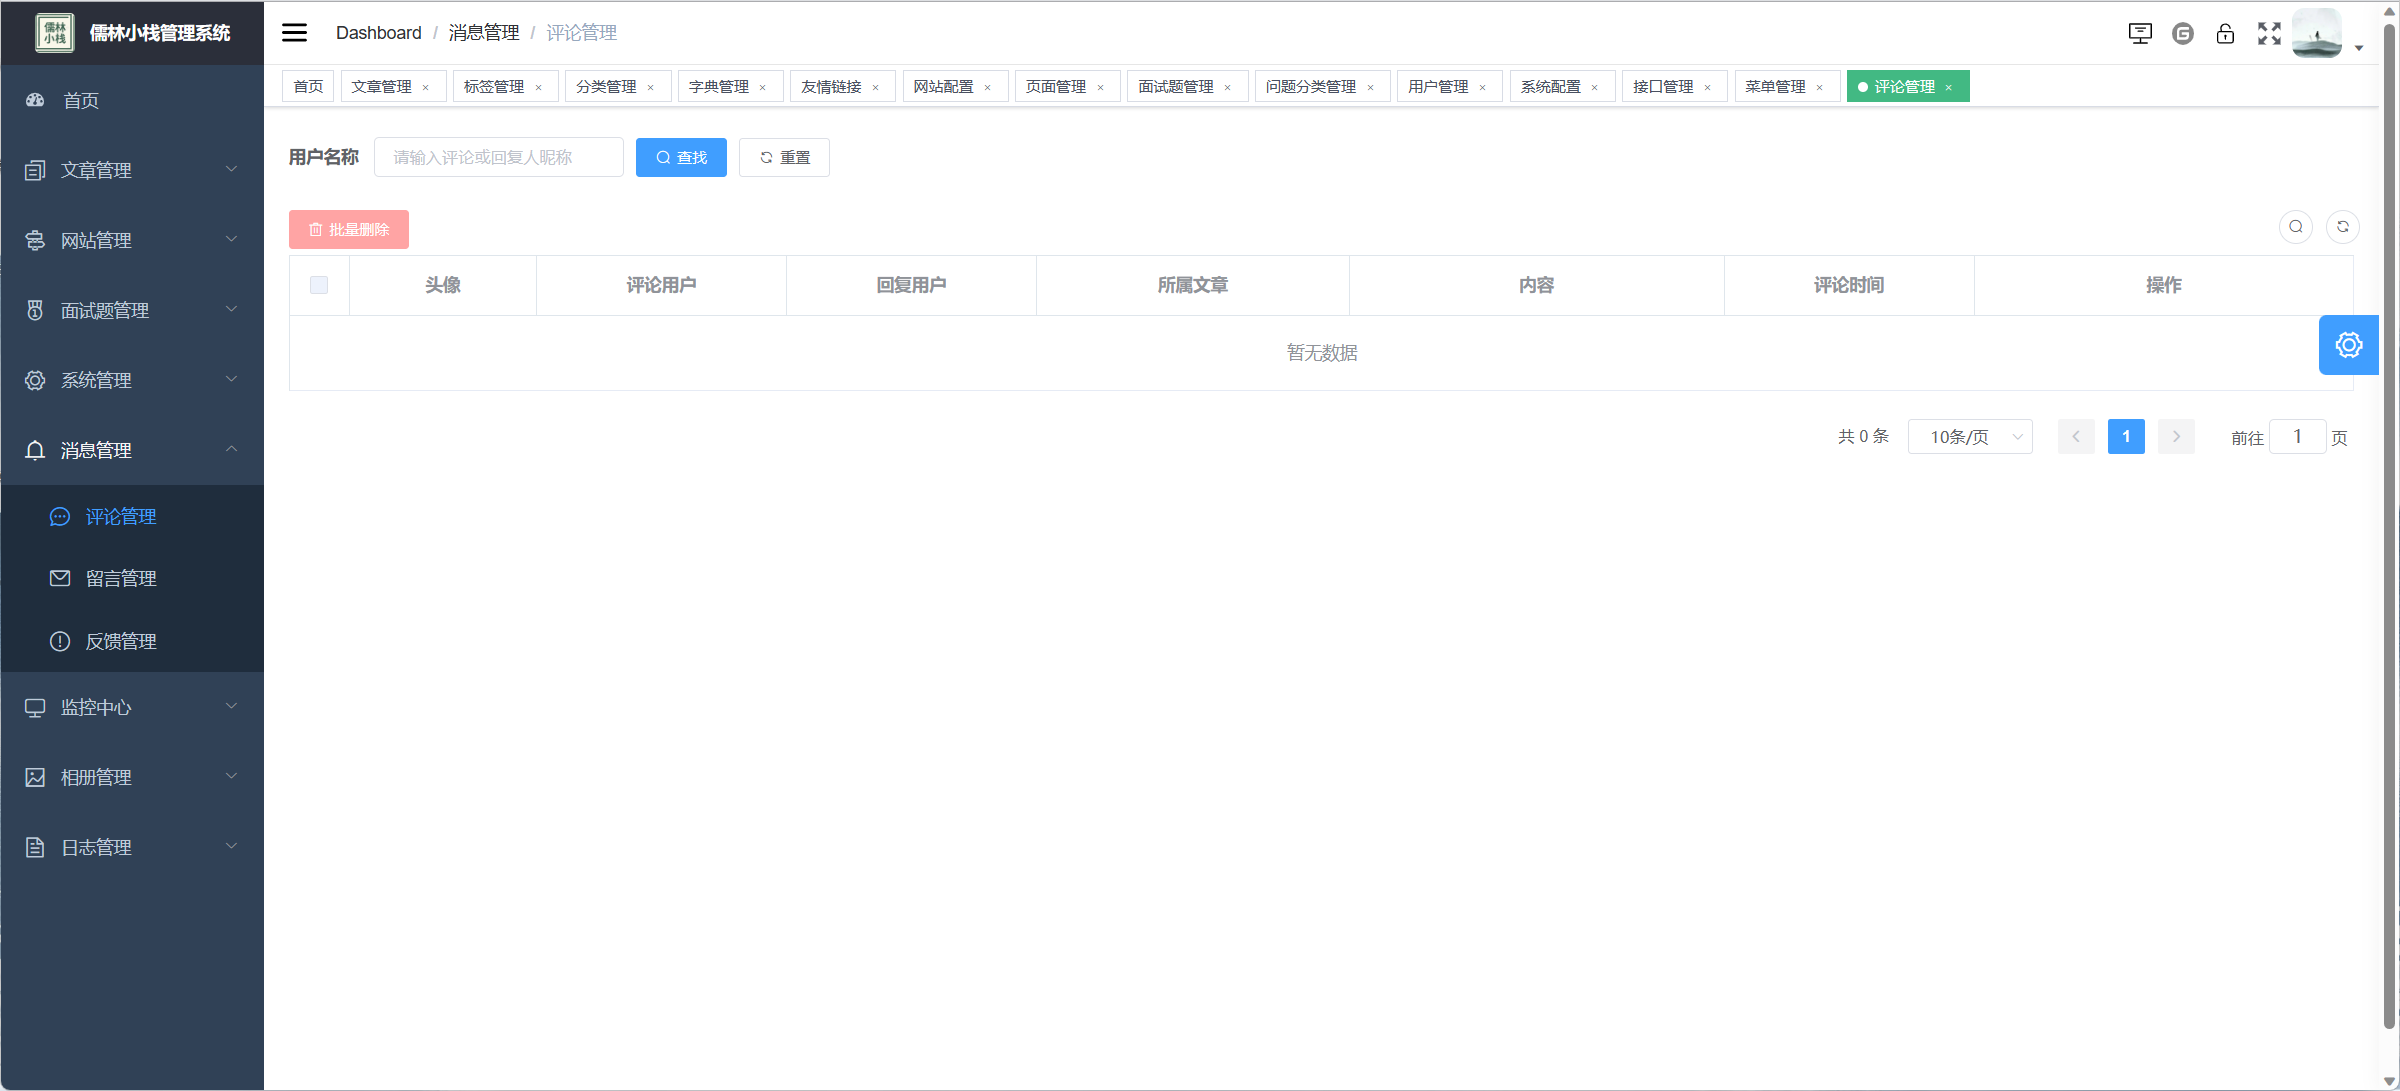 儒林
小栈
儒林小栈管理系统
Dashboard / 消息管理 / 评论管理
首页 文章管理 × 标签管理 × 分类管理 × 字典管理 × 友情链接 × 网站配置 × 页面管理 × 面试题管理 × 问题分类管理 × 用户管理 × 系统配置 × 接口管理 × 菜单管理 × 评论管理 ×
首页
文章管理
网站管理
面试题管理
系统管理
消息管理
评论管理
留言管理
反馈管理
监控中心
相册管理
日志管理
用户名称 请输入评论或回复人昵称 查找 重置
批量删除
头像 评论用户 回复用户 所属文章 内容 评论时间 操作
暂无数据
共 0 条 10条/页 1 前往 1 页